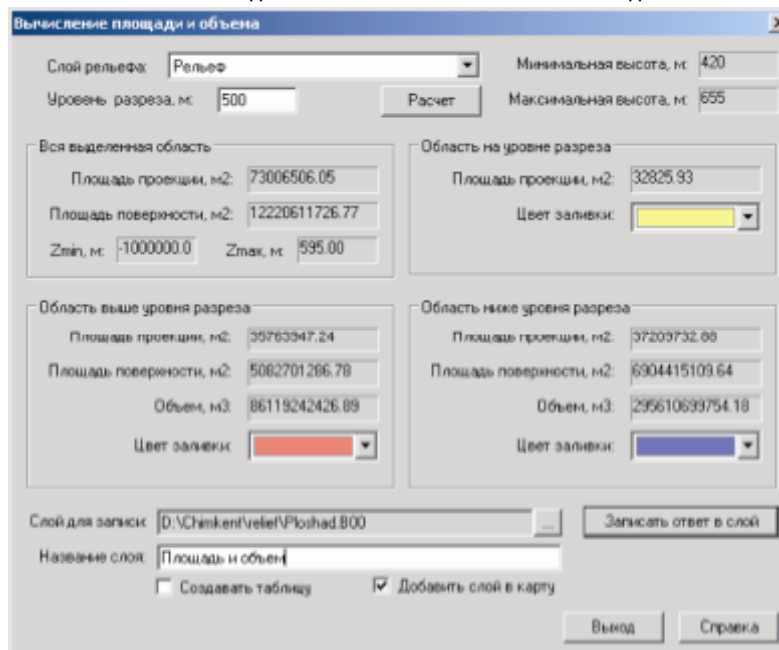 Вычисление площади и объема
Слой рельефа: Рельеф
Минимальная высота, м: 420
Уровень разреза, м: 500
Расчет
Максимальная высота, м: 655
Вся выделенная область
Площадь проекции, м2: 73006506.05
Площадь поверхности, м2: 12220611726.77
Zmin, м: -1000000.0 Zmax, м: 595.00
Область на уровне разреза
Площадь проекции, м2: 32825.93
Цвет заливки:
Область выше уровня разреза
Площадь проекции, м2: 35763947.24
Площадь поверхности, м2: 5082701286.78
Объем, м3: 86119242426.89
Цвет заливки:
Область ниже уровня разреза
Площадь проекции, м2: 37209732.88
Площадь поверхности, м2: 6904415109.64
Объем, м3: 295610699754.18
Цвет заливки:
Слой для записи: D:\Chimkent\relief\Ploshad.B00
...
Записать ответ в слой
Название слоя: Площадь и объем
Создавать таблицу
Добавить слой в карту
Выход
Справка